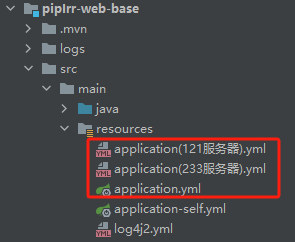 piplrr-web-base
.mvn
logs
src
main
java
resources
application(121服务器).yml
application(233服务器).yml
application.yml
application-self.yml
log4j2.yml